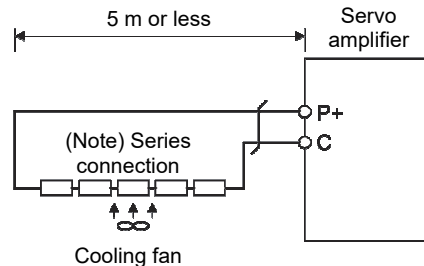 5 m or less
Servo
amplifier
P+
C
(Note) Series
connection
Cooling fan